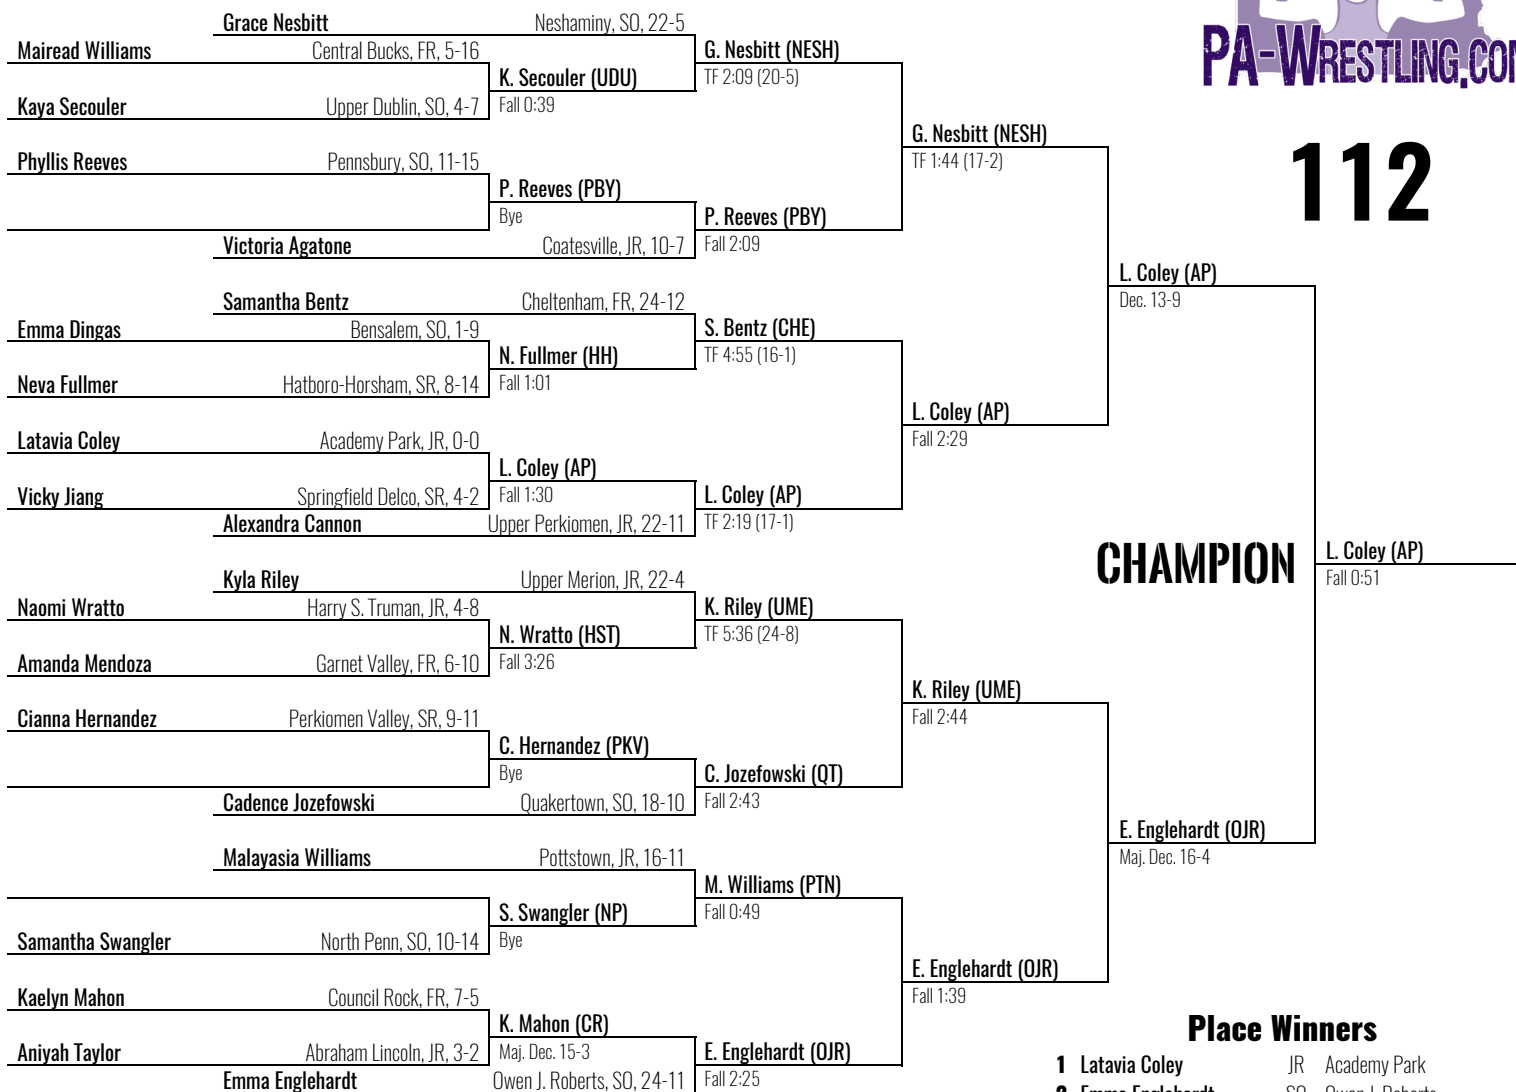 Grace Nesbitt Neshaminy, SO, 22-5
Mairead Williams Central Bucks, FR, 5-16
G. Nesbitt (NESH)
TF 2:09 (20-5)
K. Secouler (UDU)
Fall 0:39
Kaya Secouler Upper Dublin, SO, 4-7
PA-WRESTLING.CO
G. Nesbitt (NESH)
TF 1:44 (17-2)
112
Phyllis Reeves Pennsbury, SO, 11-15
P. Reeves (PBY)
Bye
P. Reeves (PBY)
Fall 2:09
Victoria Agatone Coatesville, JR, 10-7
L. Coley (AP)
Dec. 13-9
Samantha Bentz Cheltenham, FR, 24-12
Emma Dingas Bensalem, SO, 1-9
S. Bentz (CHE)
TF 4:55 (16-1)
N. Fullmer (HH)
Fall 1:01
Neva Fullmer Hatboro-Horsham, SR, 8-14
L. Coley (AP)
Fall 2:29
Latavia Coley Academy Park, JR, 0-0
L. Coley (AP)
Fall 1:30
Vicky Jiang Springfield Delco, SR, 4-2
L. Coley (AP)
TF 2:19 (17-1)
Alexandra Cannon Upper Perkiomen, JR, 22-11
CHAMPION
L. Coley (AP)
Fall 0:51
Kyla Riley Upper Merion, JR, 22-4
Naomi Wratto Harry S. Truman, JR, 4-8
K. Riley (UME)
TF 5:36 (24-8)
N. Wratto (HST)
Fall 3:26
Amanda Mendoza Garnet Valley, FR, 6-10
K. Riley (UME)
Fall 2:44
Cianna Hernandez Perkiomen Valley, SR, 9-11
C. Hernandez (PKV)
Bye
C. Jozefowski (QT)
Fall 2:43
Cadence Jozefowski Quakertown, SO, 18-10
E. Englehardt (OJR)
Maj. Dec. 16-4
Malayasia Williams Pottstown, JR, 16-11
M. Williams (PTN)
Fall 0:49
S. Swangler (NP)
Bye
Samantha Swangler North Penn, SO, 10-14
E. Englehardt (OJR)
Fall 1:39
Kaelyn Mahon Council Rock, FR, 7-5
K. Mahon (CR)
Maj. Dec. 15-3
Aniyah Taylor Abraham Lincoln, JR, 3-2
E. Englehardt (OJR)
Fall 2:25
Emma Englehardt Owen J. Roberts, SO, 24-11
Place Winners
1 Latavia Coley JR Academy Park
2 Emma Englehardt SO Owen J. Roberts